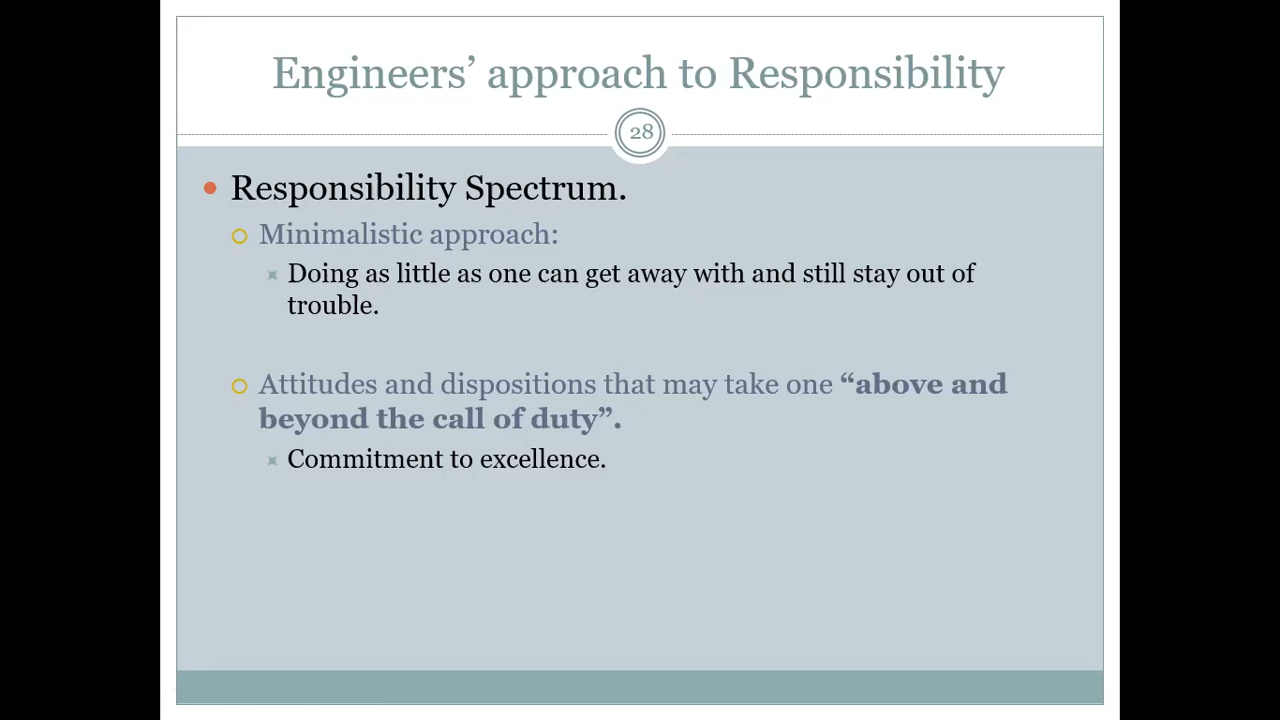 Engineers’ approach to Responsibility
28
Responsibility Spectrum.
Minimalistic approach:
Doing as little as one can get away with and still stay out of
trouble.
Attitudes and dispositions that may take one “above and
beyond the call of duty”.
Commitment to excellence.